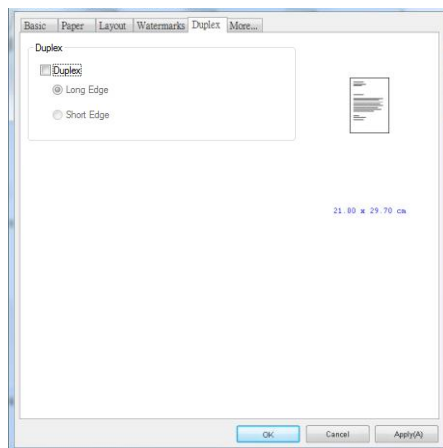 Basic Paper Layout Watermarks Duplex More...
Duplex
Duplex
Long Edge
Short Edge
21.00 x 29.70 cm
OK Cancel Apply(A)